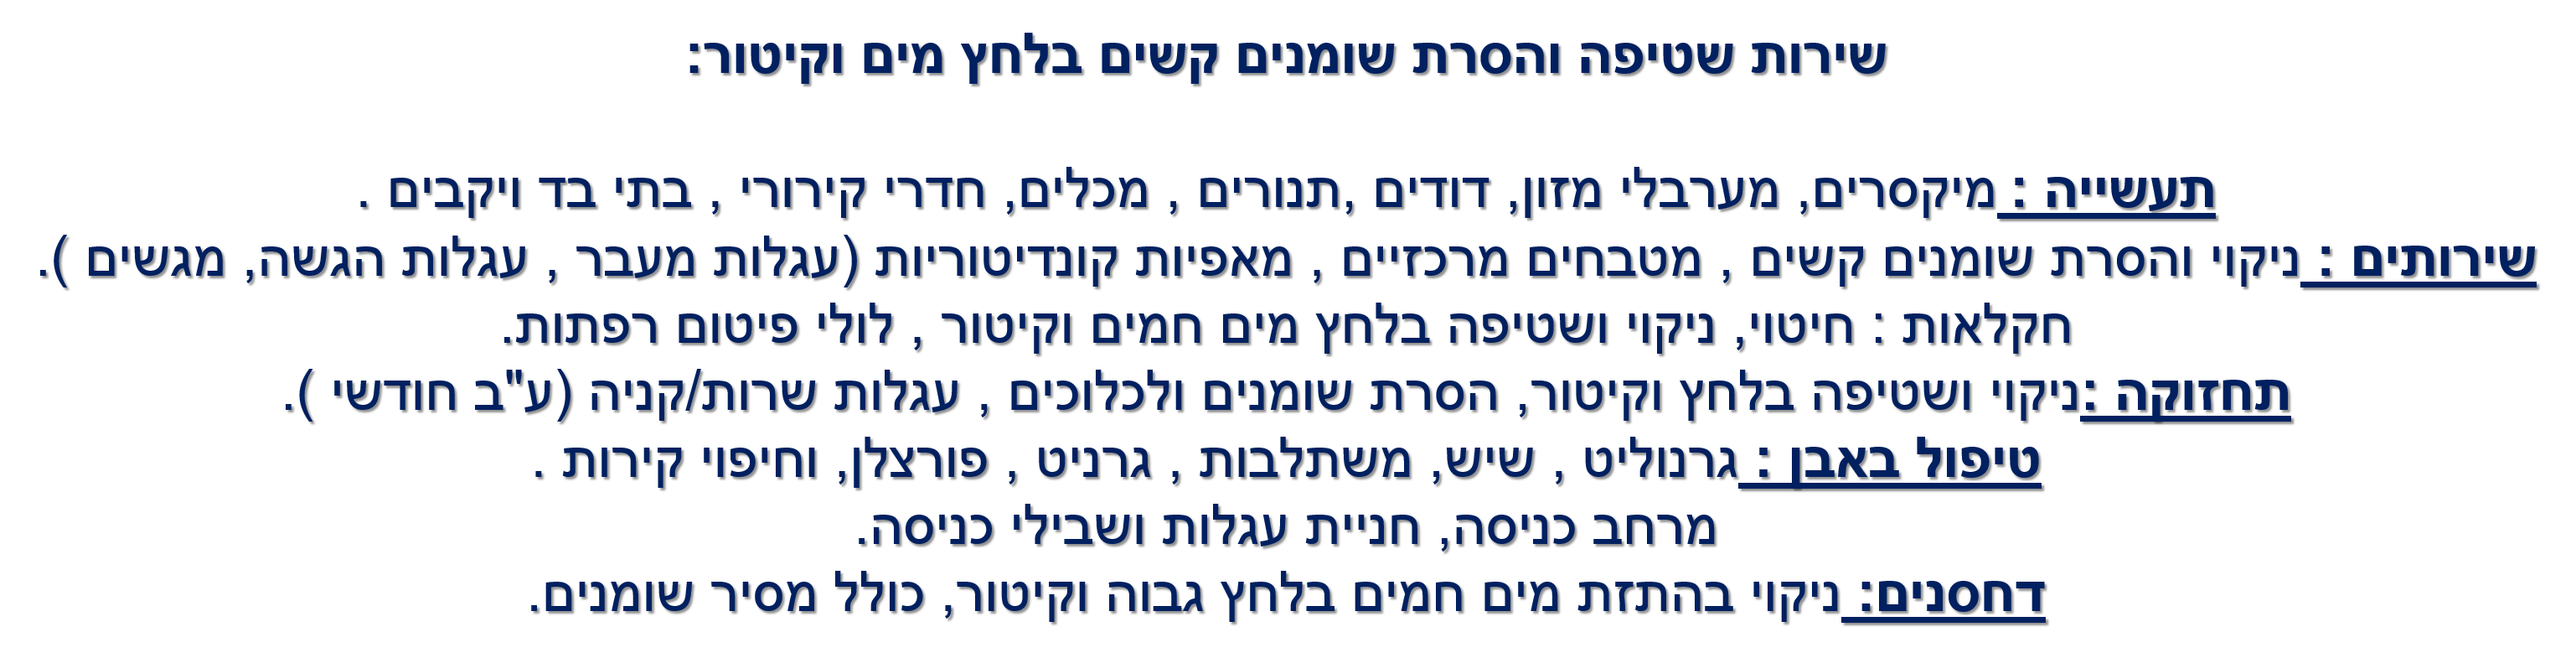 שירות שטיפה והסרת שומנים קשים בלחץ מים וקיטור:
תעשייה : מיקסרים, מערבלי מזון, דודים ,תנורים , מכלים, חדרי קירורי , בתי בד ויקבים .
שירותים : ניקוי והסרת שומנים קשים , מטבחים מרכזיים , מאפיות קונדיטוריות (עגלות מעבר , עגלות הגשה, מגשים ).
חקלאות : חיטוי, ניקוי ושטיפה בלחץ מים חמים וקיטור , לולי פיטום רפתות.
תחזוקה :ניקוי ושטיפה בלחץ וקיטור, הסרת שומנים ולכלוכים , עגלות שרות/קניה (ע"ב חודשי ).
טיפול באבן : גרנוליט , שיש, משתלבות , גרניט , פורצלן, וחיפוי קירות .
מרחב כניסה, חניית עגלות ושבילי כניסה.
דחסנים: ניקוי בהתזת מים חמים בלחץ גבוה וקיטור, כולל מסיר שומנים.